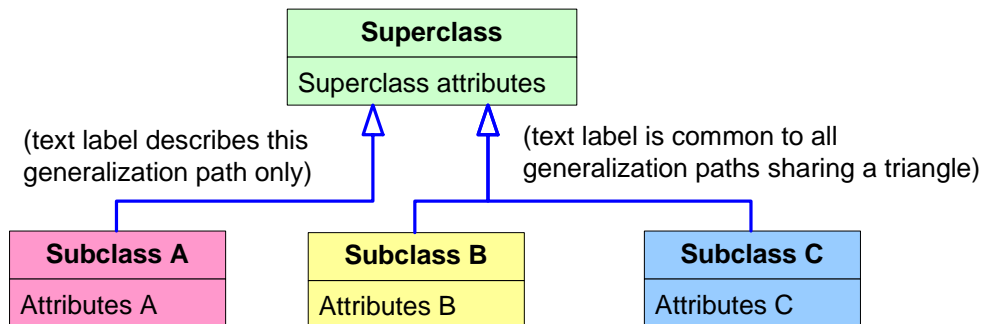 Superclass
Superclass attributes
(text label describes this
generalization path only)
(text label is common to all
generalization paths sharing a triangle)
Subclass A
Attributes A
Subclass B
Attributes B
Subclass C
Attributes C